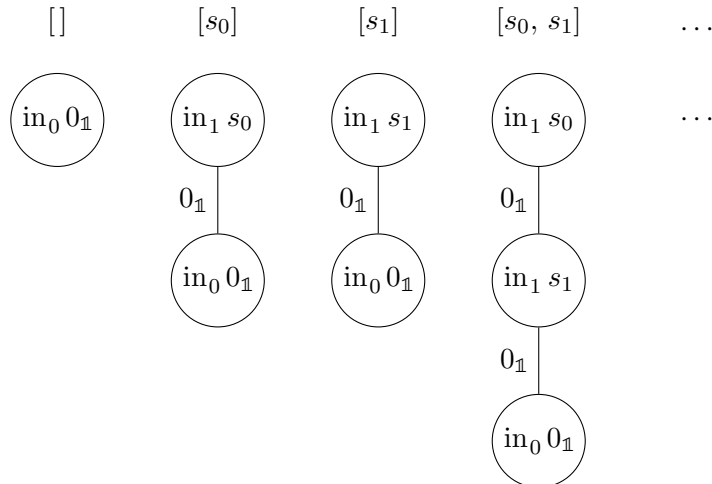 [ ] [s₀] [s₁] [s₀, s₁] …
in₀ 0𝟙 in₁ s₀ in₁ s₁ in₁ s₀ …
0𝟙 0𝟙 0𝟙
in₀ 0𝟙 in₀ 0𝟙 in₁ s₁
0𝟙
in₀ 0𝟙